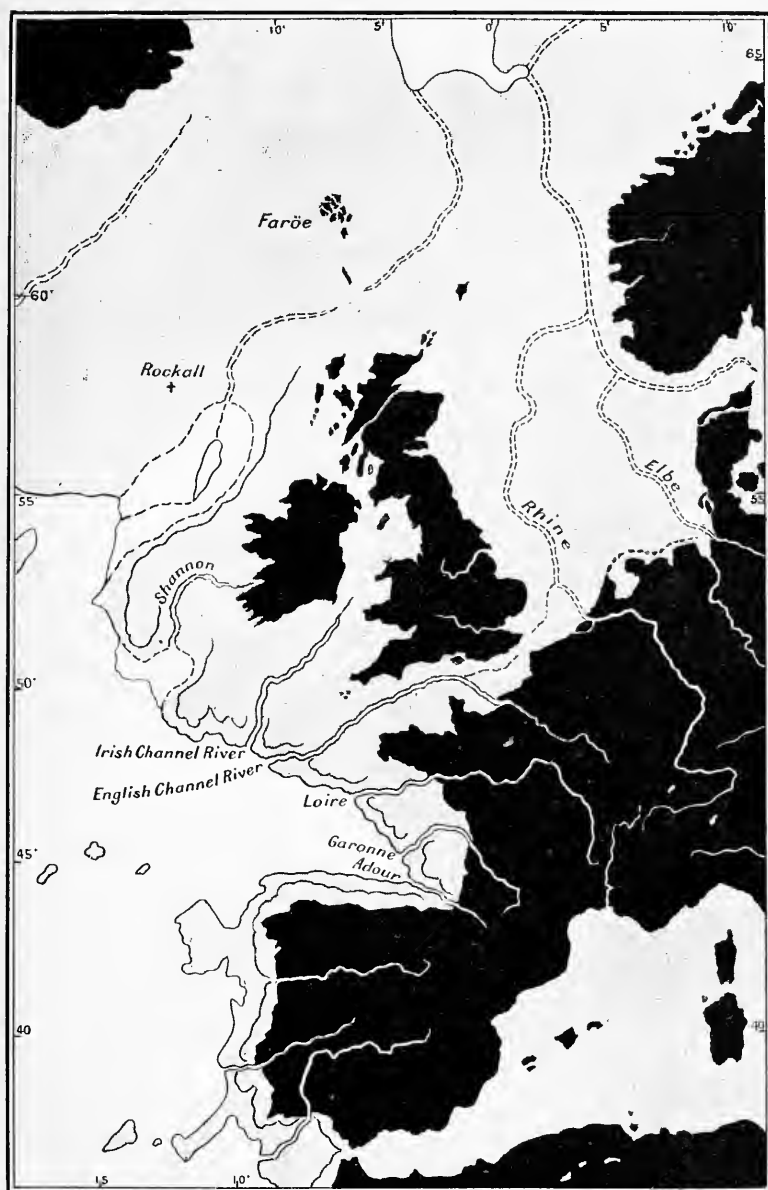 10° 5° 0° 5° 10°
65
Faröe
60°
Rockall
Elbe
55°
55
Rhine
Shannon
50°
Irish Channel River
English Channel River
Loire
Garonne
Adour
45°
40
40
15 10°